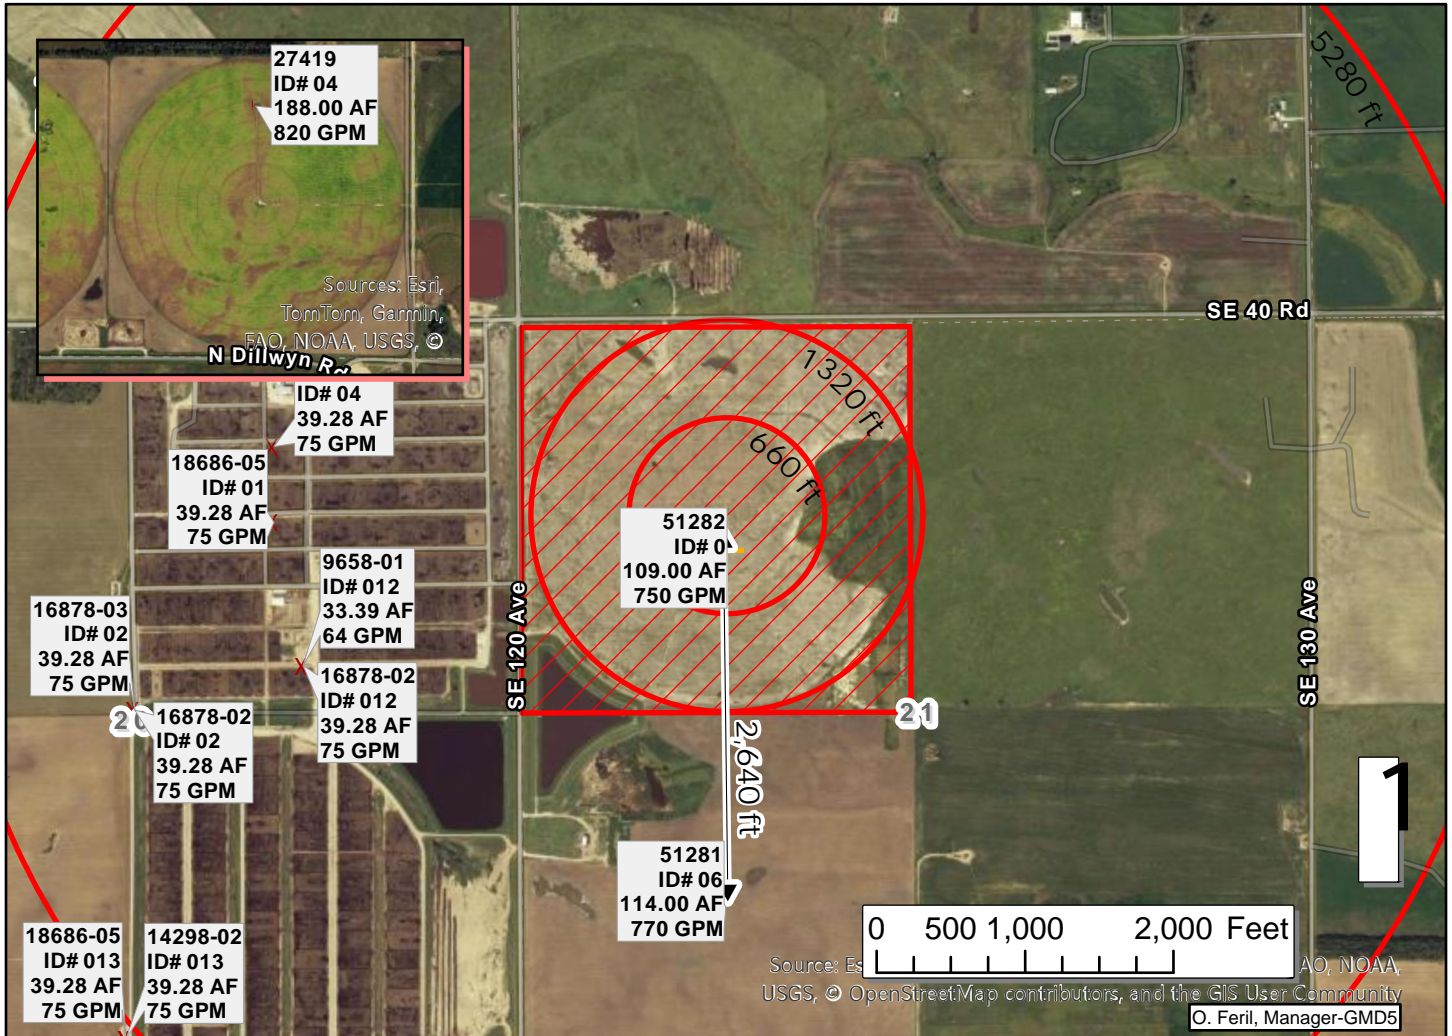 27419
ID# 04
188.00 AF
820 GPM
Sources: Esri,
TomTom, Garmin,
FAO, NOAA, USGS, ©
N Dillwyn Rd
5280 ft
SE 40 Rd
ID# 04
39.28 AF
75 GPM
18686-05
ID# 01
39.28 AF
75 GPM
1320 ft
660 ft
51282
ID# 0
109.00 AF
750 GPM
9658-01
ID# 012
33.39 AF
64 GPM
16878-03
ID# 02
39.28 AF
75 GPM
SE 120 Ave
SE 130 Ave
16878-02
ID# 012
39.28 AF
75 GPM
16878-02
ID# 02
39.28 AF
75 GPM
21
2,640 ft
1
51281
ID# 06
114.00 AF
770 GPM
18686-05
ID# 013
39.28 AF
75 GPM
14298-02
ID# 013
39.28 AF
75 GPM
0 500 1,000 2,000 Feet
Source: Es AO, NOAA,
USGS, © OpenStreetMap contributors, and the GIS User Community
O. Feril, Manager-GMD5